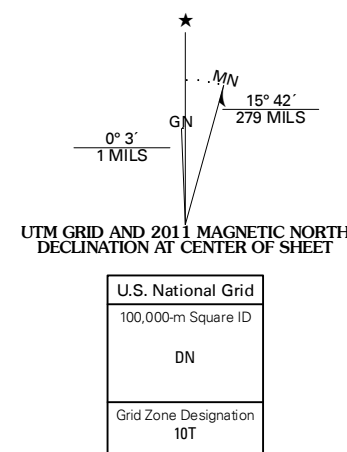 MN
GN
15° 42´
279 MILS
0° 3´
1 MILS
UTM GRID AND 2011 MAGNETIC NORTH
DECLINATION AT CENTER OF SHEET
U.S. National Grid
100,000-m Square ID
DN
Grid Zone Designation
10T